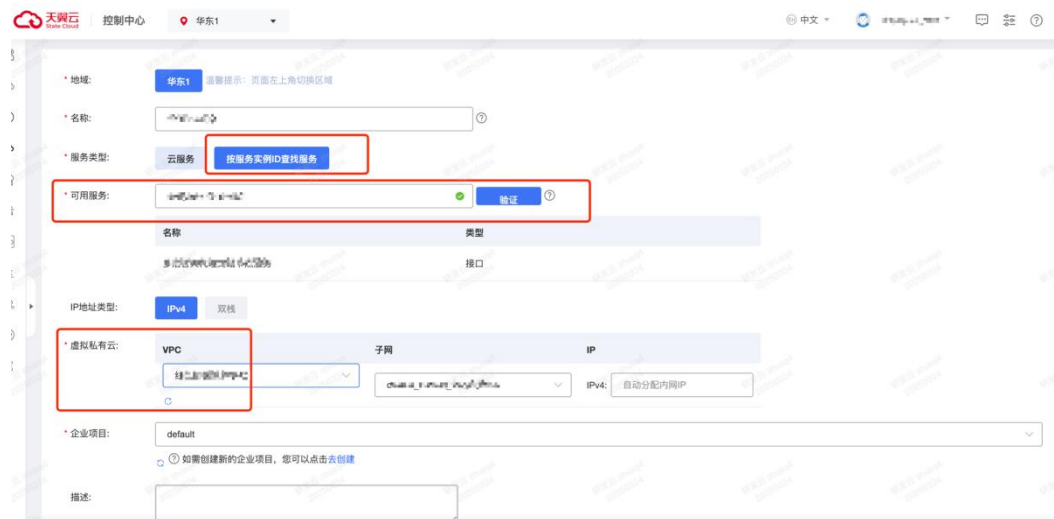 天翼云 控制中心 华东1 中文
State Cloud
* 地域: 华东1 温馨提示：页面左上角切换区域
* 名称:
* 服务类型: 云服务 按服务实例ID查找服务
* 可用服务: 验证
名称 类型
接口
IP地址类型: IPv4 双栈
* 虚拟私有云: VPC 子网 IP
IPv4: 自动分配内网IP
* 企业项目: default
如需创建新的企业项目，您可以点击去创建
描述: